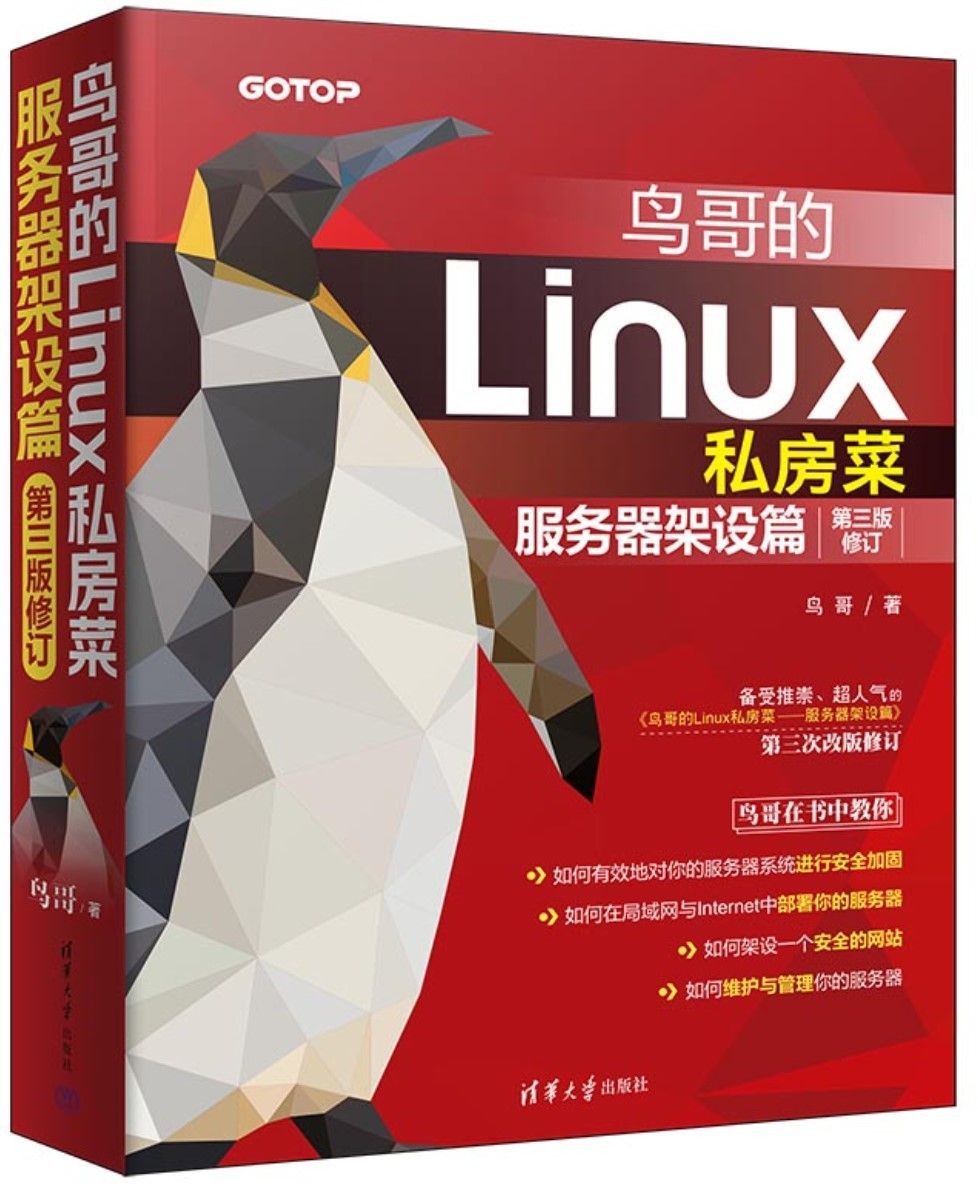 GOTOP
鸟哥的
Linux
私房菜
服务器架设篇
第三版
修订
鸟 哥 / 著
备受推崇、超人气的
《鸟哥的Linux私房菜——服务器架设篇》
第三次改版修订
鸟哥在书中教你
如何有效地对你的服务器系统进行安全加固
如何在局域网与Internet中部署你的服务器
如何架设一个安全的网站
如何维护与管理你的服务器
清华大学出版社
鸟哥的Linux私房菜
服务器架设篇 第三版修订
鸟哥/著
清华大学出版社